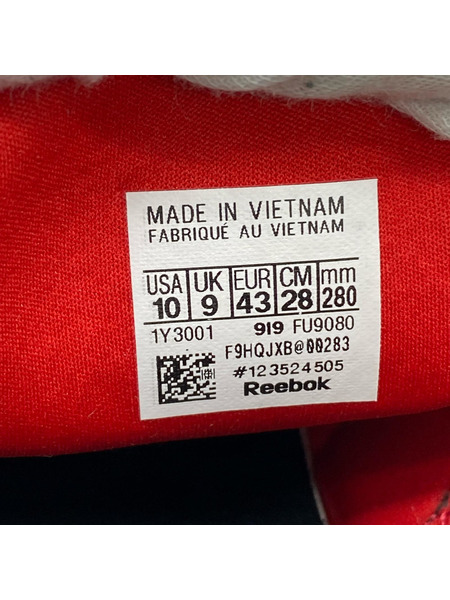 MADE IN VIETNAM
FABRIQUÉ AU VIETNAM
USA UK EUR CM mm
10 9 43 28 280
1Y3001 919 FU9080
F9HQJXB@00283
#123524505
Reebok